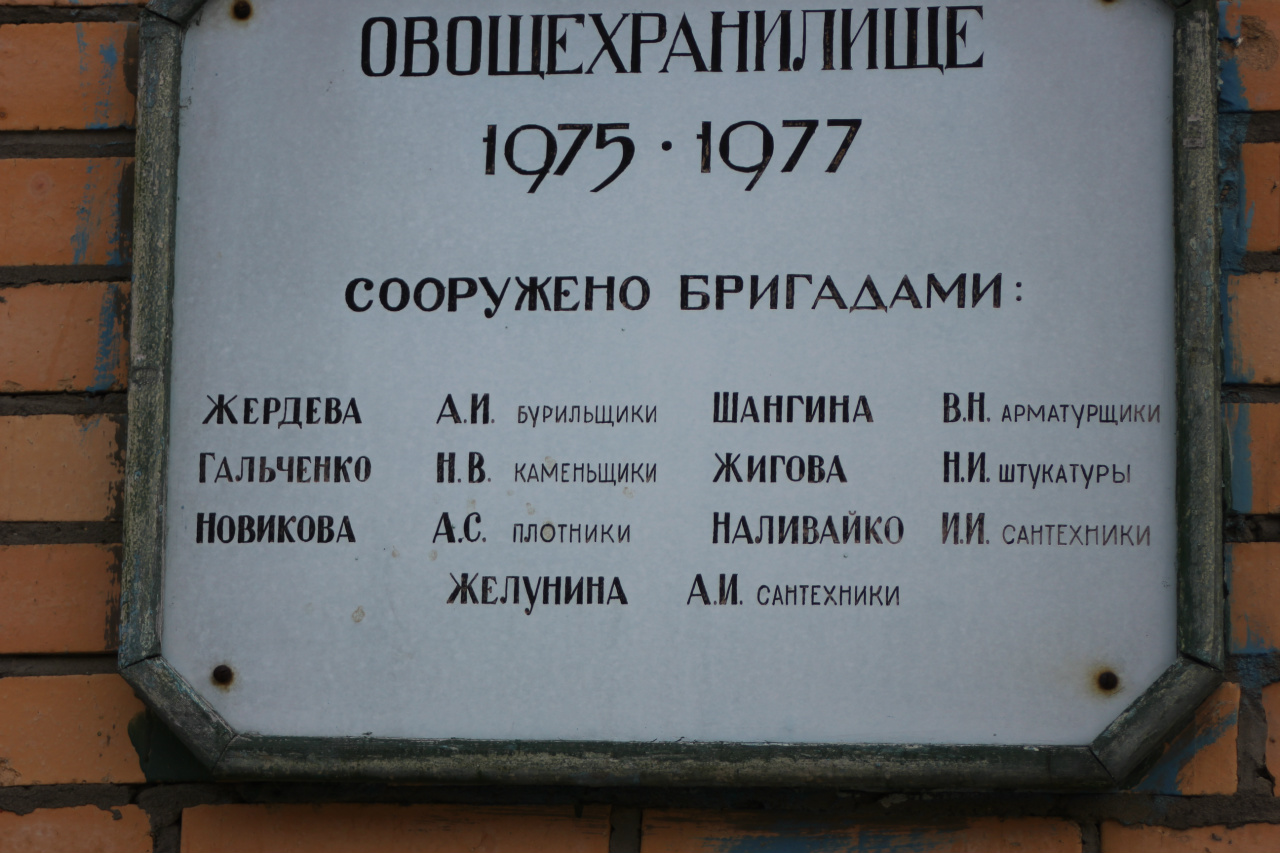 ОВОЩЕХРАНИЛИЩЕ
1975·1977
СООРУЖЕНО БРИГАДАМИ:
ЖЕРДЕВА А.И. БУРИЛЬЩИКИ ШАНГИНА В.Н. АРМАТУРЩИКИ
ГАЛЬЧЕНКО Н.В. КАМЕНЬЩИКИ ЖИГОВА Н.И. ШТУКАТУРЫ
НОВИКОВА А.С. ПЛОТНИКИ НАЛИВАЙКО И.И. САНТЕХНИКИ
ЖЕЛУНИНА А.И. САНТЕХНИКИ